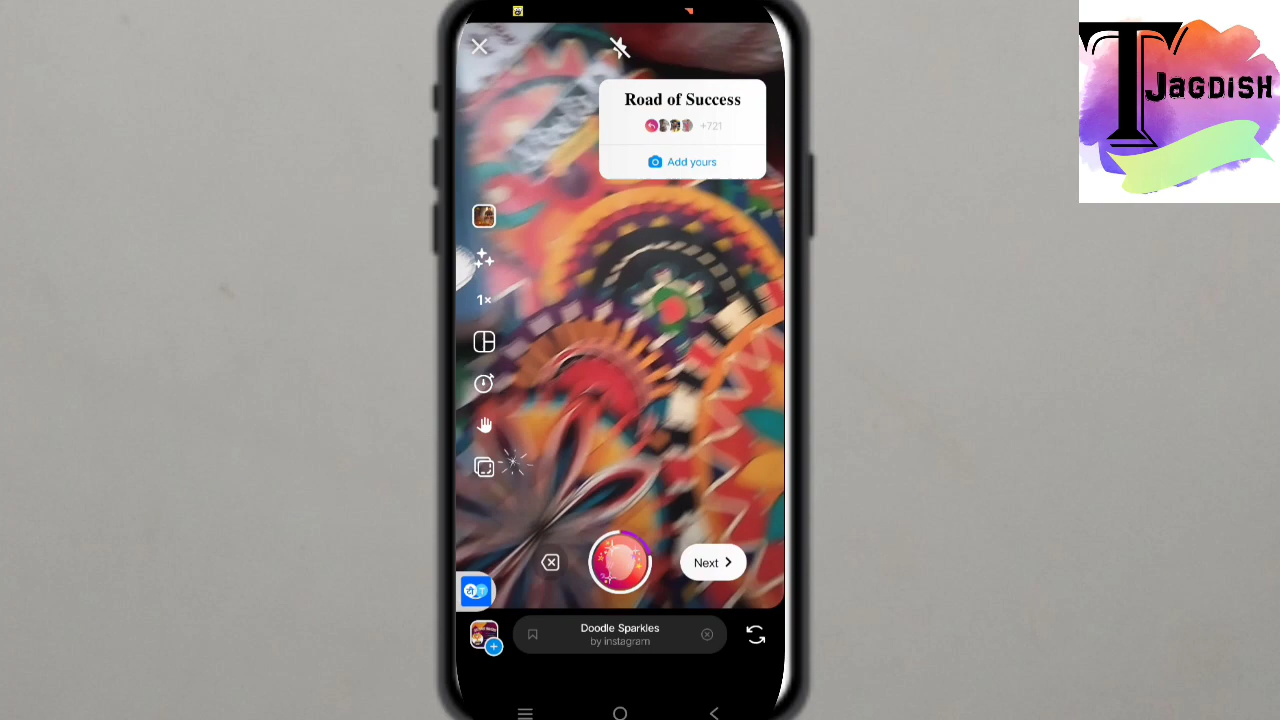 Road of Success
+721
Add yours
1×
Next
Doodle Sparkles
by instagram
T
JAGDISH